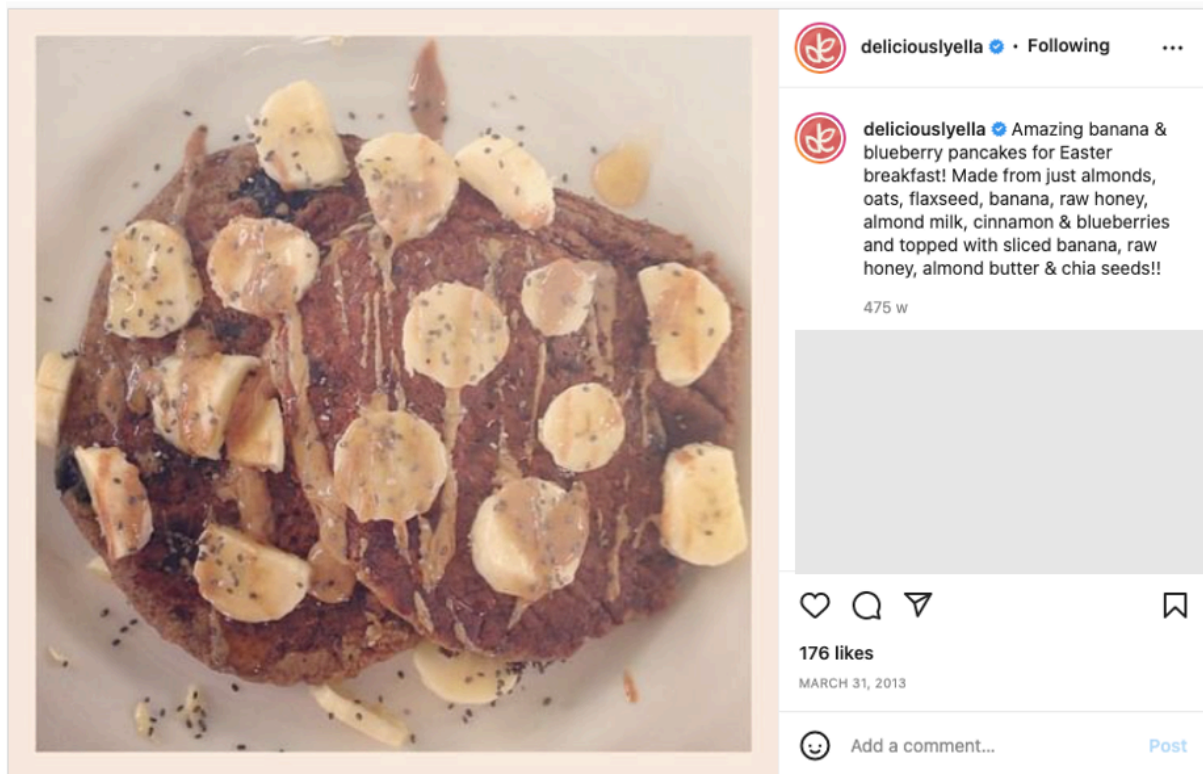 deliciouslyella • Following
deliciouslyella Amazing banana &
blueberry pancakes for Easter
breakfast! Made from just almonds,
oats, flaxseed, banana, raw honey,
almond milk, cinnamon & blueberries
and topped with sliced banana, raw
honey, almond butter & chia seeds!!
475 w
176 likes
MARCH 31, 2013
Add a comment...
Post